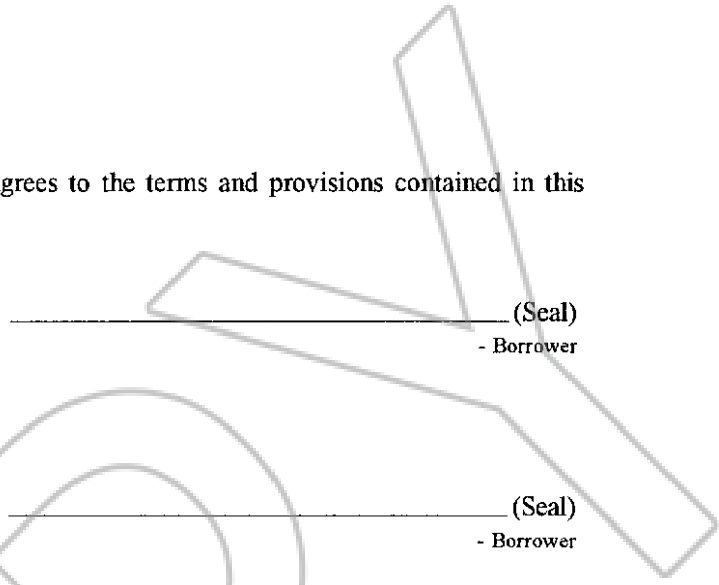 grees to the terms and provisions contained in this
(Seal)
- Borrower
(Seal)
- Borrower